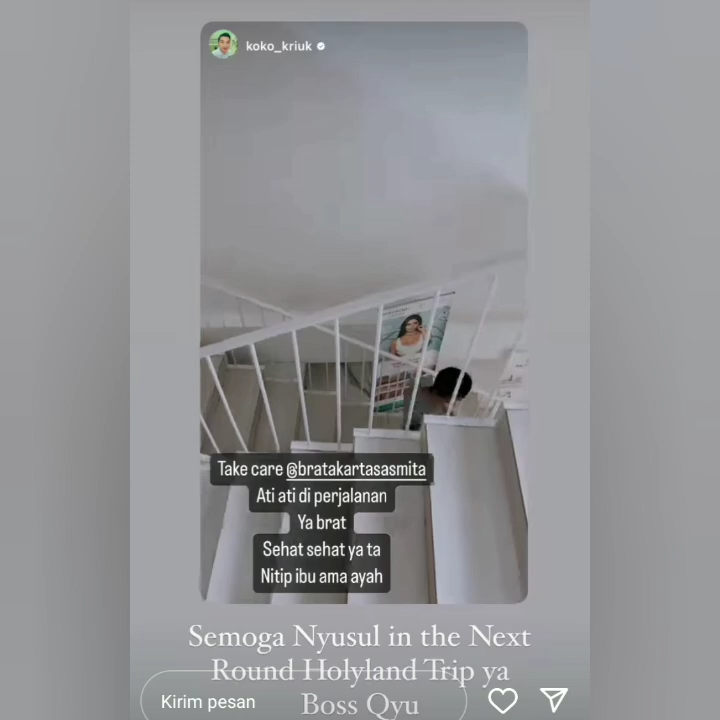 koko_kriuk
Take care @bratakartasasmita
Ati ati di perjalanan
Ya brat
Sehat sehat ya ta
Nitip ibu ama ayah
Semoga Nyusul in the Next
Round Holyland Trip ya
Boss Qyu
Kirim pesan